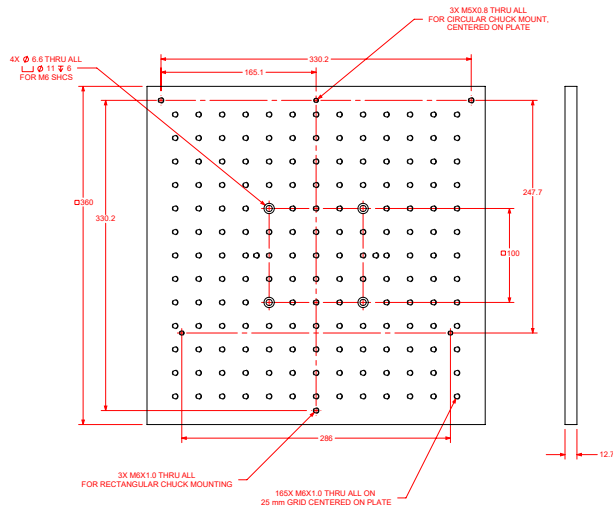 3X M5X0.8 THRU ALL
FOR CIRCULAR CHUCK MOUNT,
CENTERED ON PLATE
330.2
4X Ø 6.6 THRU ALL
⌴ Ø 11 ↧ 6
FOR M6 SHCS
165.1
□360
330.2
247.7
□100
286
12.7
3X M6X1.0 THRU ALL
FOR RECTANGULAR CHUCK MOUNTING
165X M6X1.0 THRU ALL ON
25 mm GRID CENTERED ON PLATE